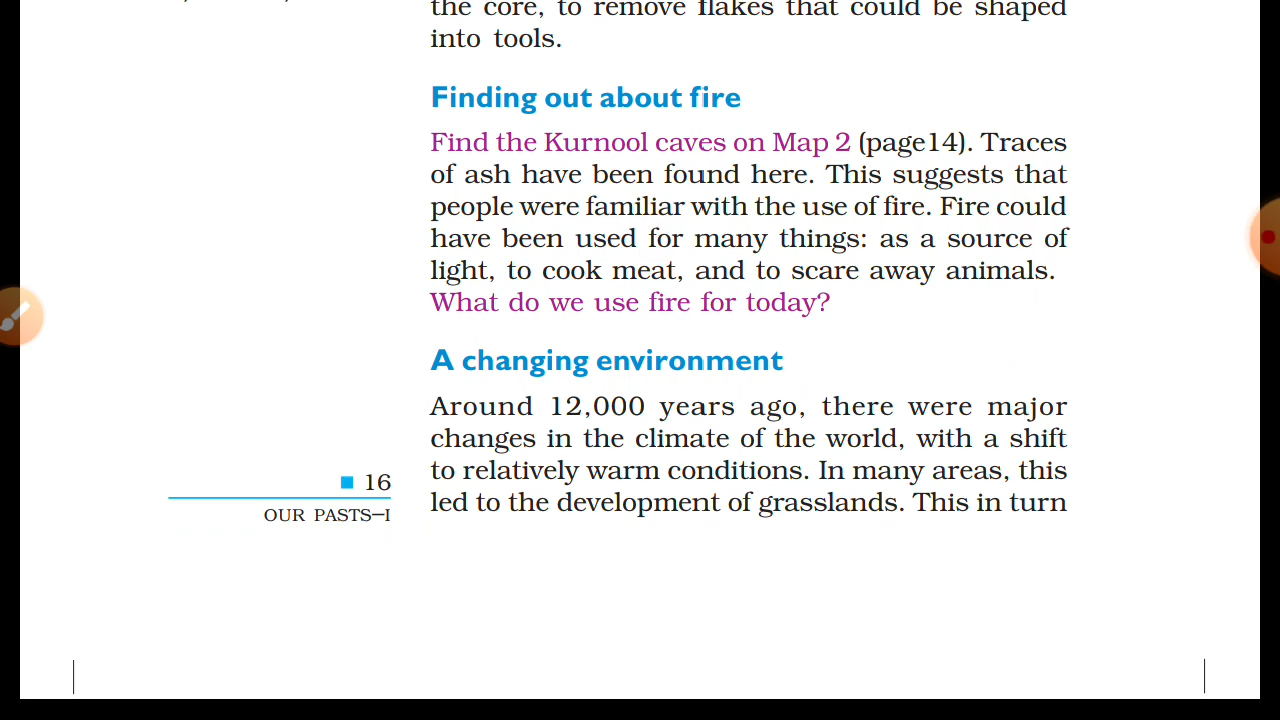 the core, to remove flakes that could be shaped
into tools.
Finding out about fire
Find the Kurnool caves on Map 2 (page14). Traces
of ash have been found here. This suggests that
people were familiar with the use of fire. Fire could
have been used for many things: as a source of
light, to cook meat, and to scare away animals.
What do we use fire for today?
A changing environment
Around 12,000 years ago, there were major
changes in the climate of the world, with a shift
to relatively warm conditions. In many areas, this
led to the development of grasslands. This in turn
■ 16
OUR PASTS–I